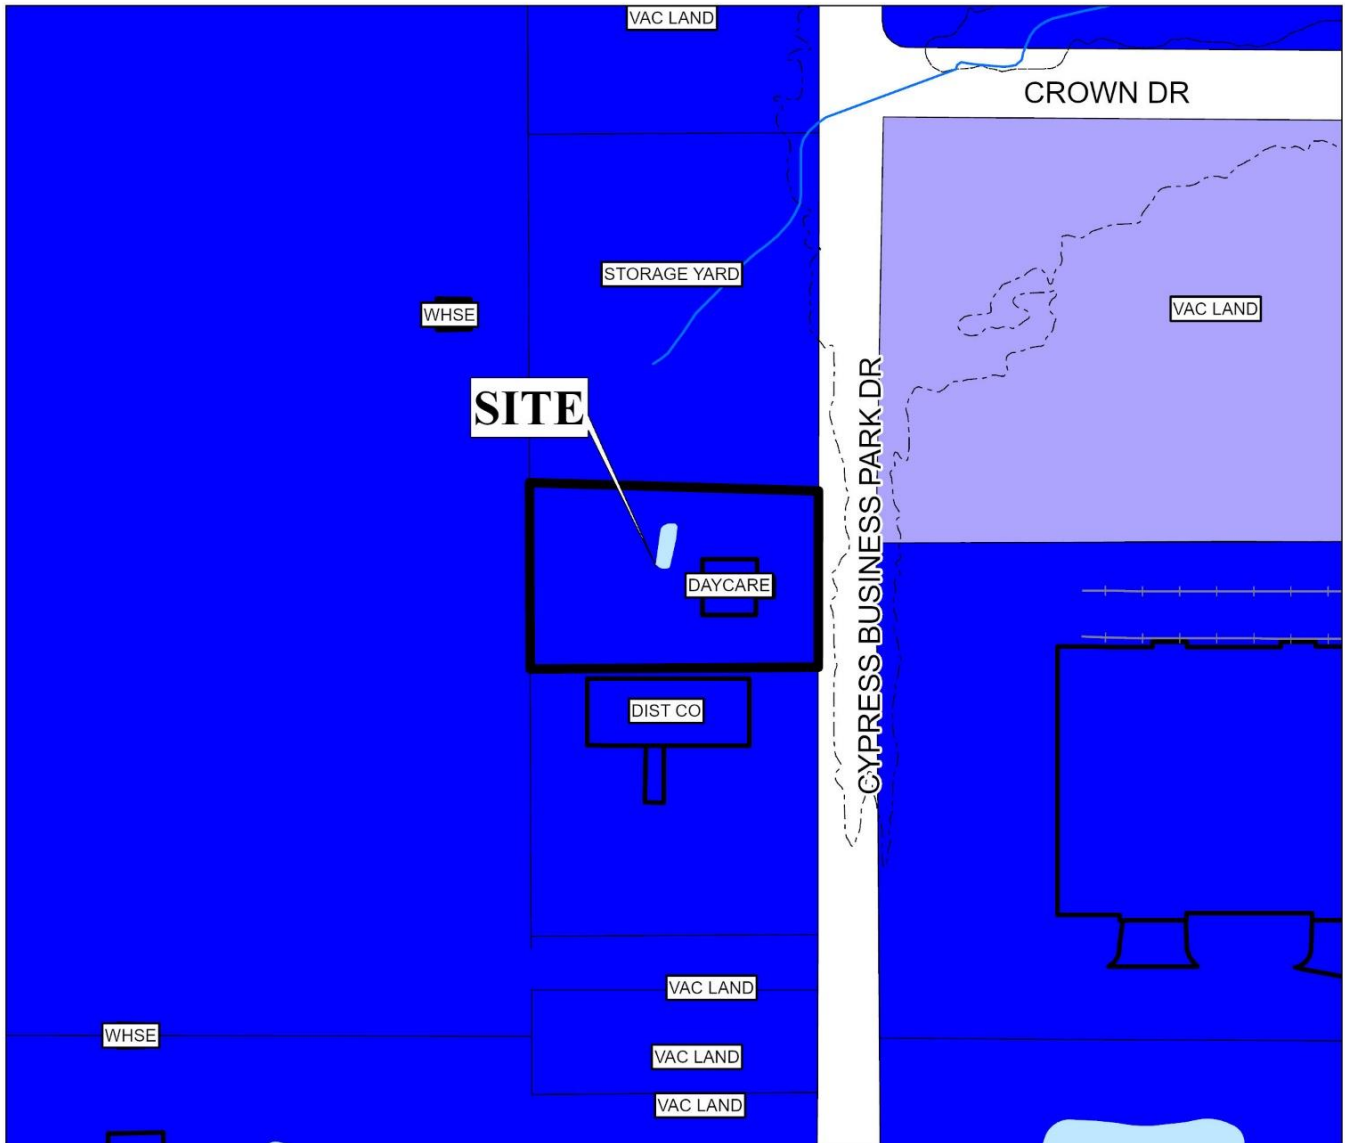 VAC LAND
CROWN DR
STORAGE YARD
VAC LAND
WHSE
SITE
CYPRESS BUSINESS PARK DR
DAYCARE
DIST CO
VAC LAND
WHSE
VAC LAND
VAC LAND